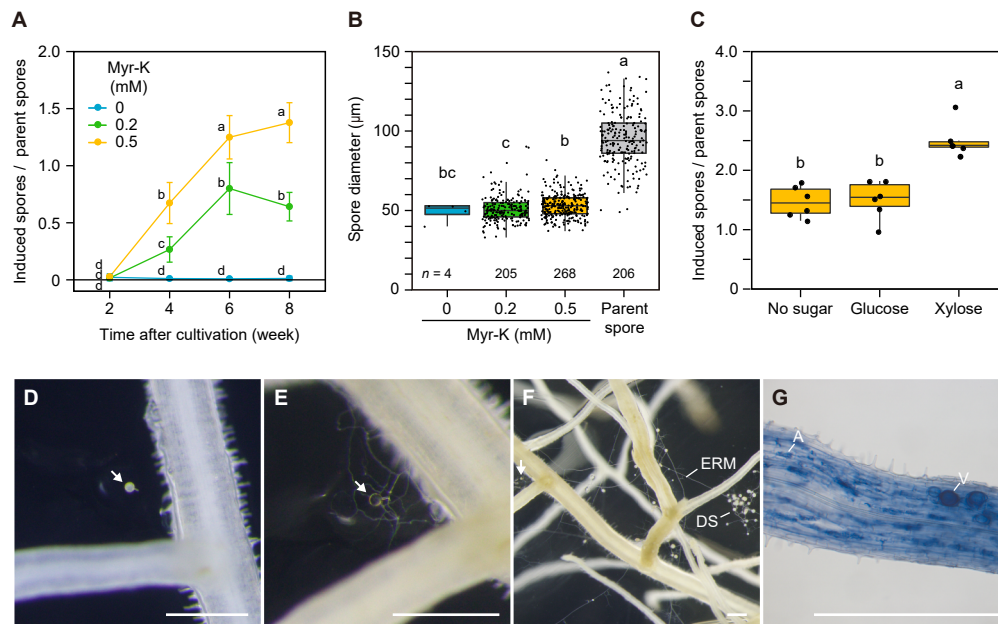 A
Induced spores / parent spores
2.0
1.5
1.0
0.5
0
Myr-K
(mM)
0
0.2
0.5
d
d
d
b
c
d
a
b
d
a
b
d
2 4 6 8
Time after cultivation (week)
B
Spore diameter (μm)
150
100
50
0
bc
c
b
a
n = 4 205 268 206
0 0.2 0.5 Parent
spore
Myr-K (mM)
C
Induced spores / parent spores
4.0
3.0
2.0
1.0
0
b
b
a
No sugar Glucose Xylose
D
E
F
ERM
DS
G
A
V